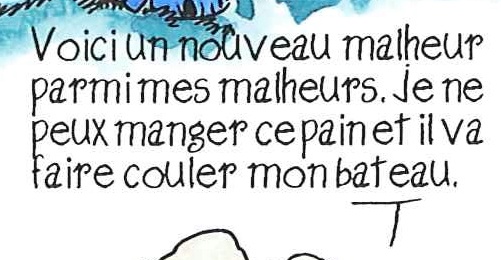 Voici un nouveau malheur
parmi mes malheurs. Je ne
peux manger ce pain et il va
faire couler mon bateau.